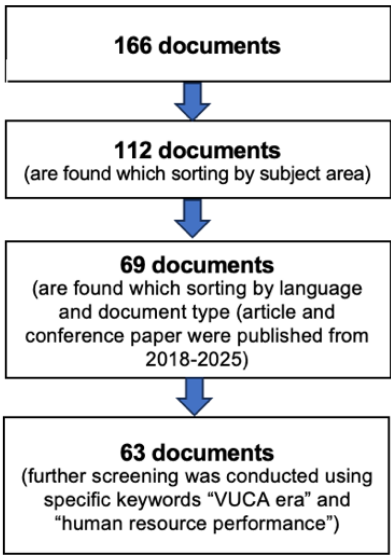 166 documents
112 documents
(are found which sorting by subject area)
69 documents
(are found which sorting by language
and document type (article and
conference paper were published from
2018-2025)
63 documents
(further screening was conducted using
specific keywords “VUCA era” and
“human resource performance”)